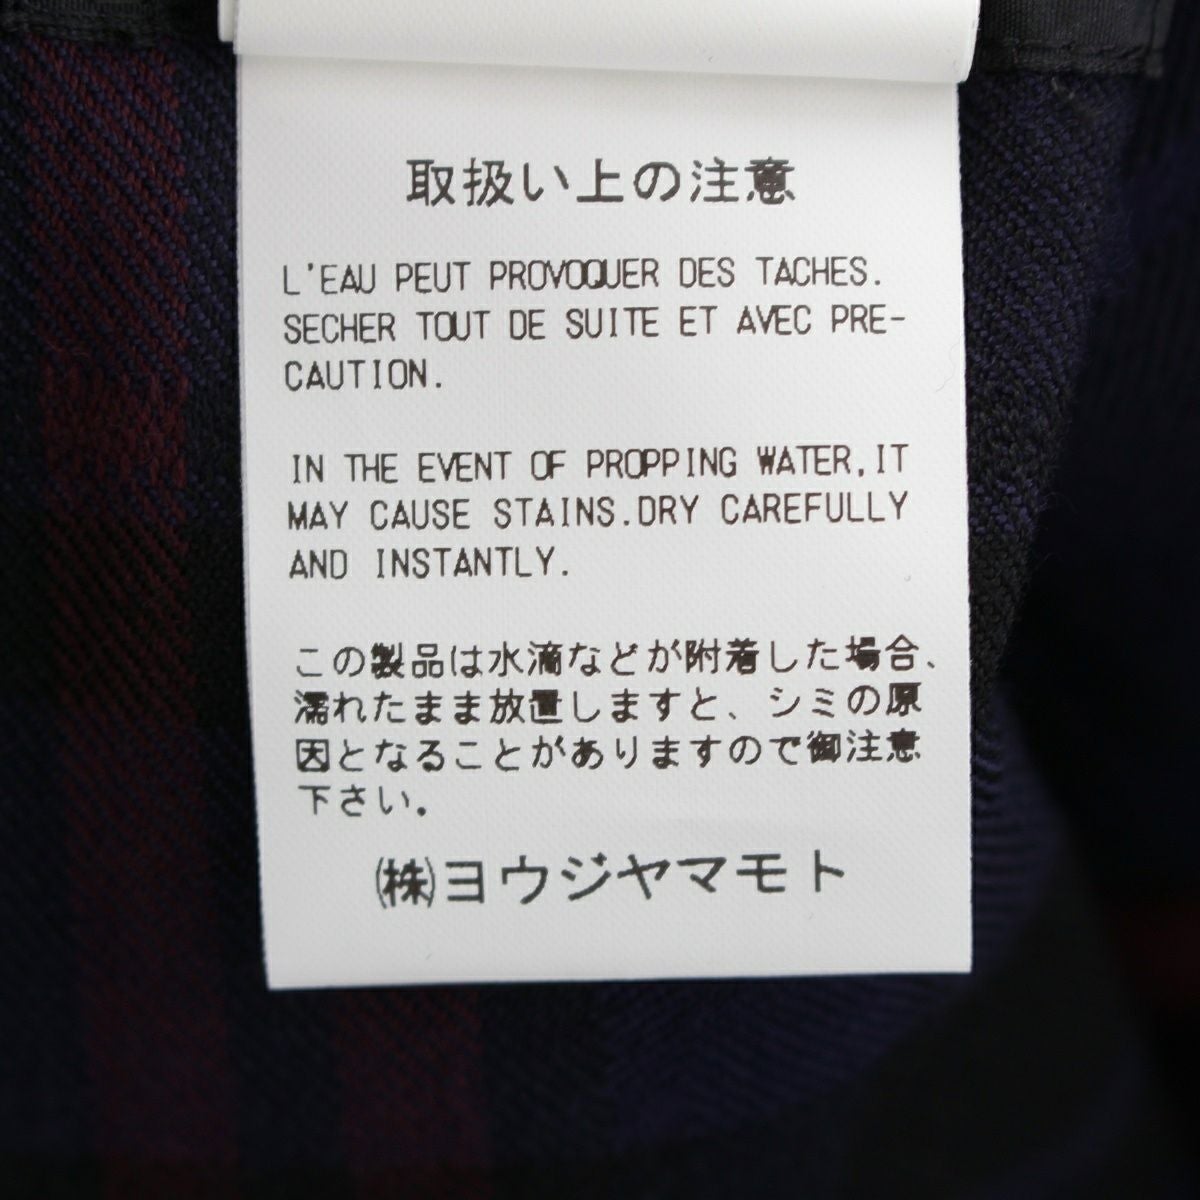 取扱い上の注意
L'EAU PEUT PROVOQUER DES TACHES.
SECHER TOUT DE SUITE ET AVEC PRE-
CAUTION.
IN THE EVENT OF PROPPING WATER,IT
MAY CAUSE STAINS.DRY CAREFULLY
AND INSTANTLY.
この製品は水滴などが附着した場合、
濡れたまま放置しますと、シミの原
因となることがありますので御注意
下さい。
㈱ヨウジヤマモト